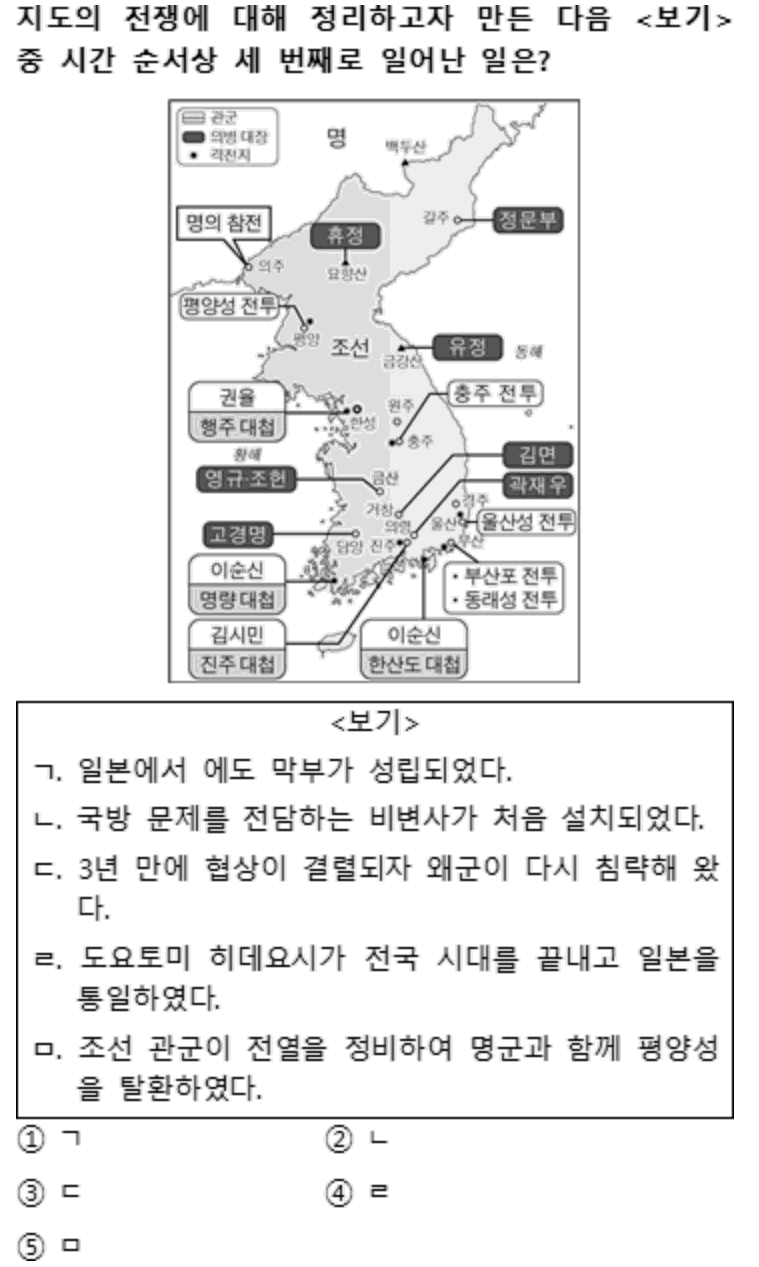 지도의 전쟁에 대해 정리하고자 만든 다음 <보기>
중 시간 순서상 세 번째로 일어난 일은?
관군
의병 대장
격전지
명
백두산
길주
정문부
명의 참전
의주
휴정
묘향산
평양성 전투
평양
조선
유정
금강산
동해
권율
행주 대첩
한성
원주
충주 전투
충주
황해
김면
영규·조헌
금산
곽재우
거창
경주
의령
울산
울산성 전투
고경명
담양
진주
부산
• 부산포 전투
• 동래성 전투
이순신
명량 대첩
김시민
진주 대첩
이순신
한산도 대첩
<보기>
ㄱ. 일본에서 에도 막부가 성립되었다.
ㄴ. 국방 문제를 전담하는 비변사가 처음 설치되었다.
ㄷ. 3년 만에 협상이 결렬되자 왜군이 다시 침략해 왔
다.
ㄹ. 도요토미 히데요시가 전국 시대를 끝내고 일본을
통일하였다.
ㅁ. 조선 관군이 전열을 정비하여 명군과 함께 평양성
을 탈환하였다.
① ㄱ ② ㄴ
③ ㄷ ④ ㄹ
⑤ ㅁ